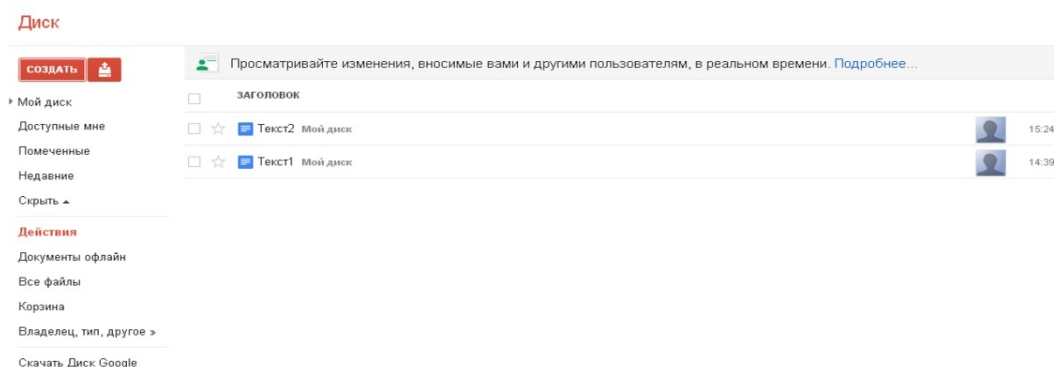 Диск
СОЗДАТЬ
Просматривайте изменения, вносимые вами и другими пользователям, в реальном времени. Подробнее...
Мой диск
ЗАГОЛОВОК
Доступные мне
Текст2 Мой диск 15:24
Помеченные
Текст1 Мой диск 14:39
Недавние
Скрыть
Действия
Документы офлайн
Все файлы
Корзина
Владелец, тип, другое »
Скачать Диск Google